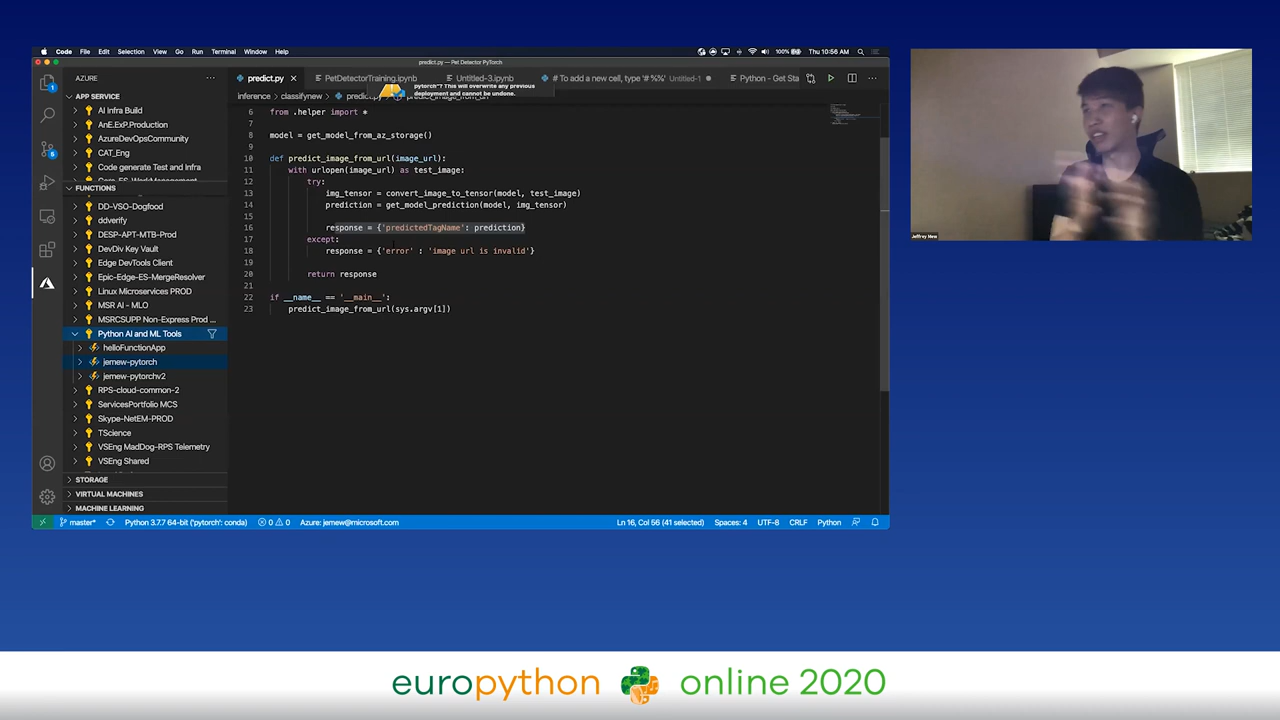 Code File Edit Selection View Go Run Terminal Window Help
100% Thu 10:56 AM
predict.py — Pet Detector PyTorch
AZURE
predict.py
PetDetectorTraining.ipynb
Untitled-3.ipynb
# To add a new cell, type '# %%' Untitled-1
Python - Get Sta
pytorch"? This will overwrite any previous
deployment and cannot be undone.
inference > classifynew > predict.py
APP SERVICE
AI Infra Build
AnE.ExP.Production
AzureDevOpsCommunity
CAT_Eng
Code generate Test and Infra
FUNCTIONS
DD-VSO-Dogfood
ddverify
DESP-APT-MTB-Prod
DevDiv Key Vault
Edge DevTools Client
Epic-Edge-ES-MergeResolver
Linux Microservices PROD
MSR AI - MLO
MSRCSUPP Non-Express Prod ...
Python AI and ML Tools
helloFunctionApp
jemew-pytorch
jemew-pytorchv2
RPS-cloud-common-2
ServicesPortfolio MCS
Skype-NetEM-PROD
TScience
VSEng MadDog-RPS Telemetry
VSEng Shared
STORAGE
VIRTUAL MACHINES
MACHINE LEARNING
6 from .helper import *
7
8 model = get_model_from_az_storage()
9
10 def predict_image_from_url(image_url):
11 with urlopen(image_url) as test_image:
12 try:
13 img_tensor = convert_image_to_tensor(model, test_image)
14 prediction = get_model_prediction(model, img_tensor)
15
16 response = {'predictedTagName': prediction}
17 except:
18 response = {'error' : 'image url is invalid'}
19
20 return response
21
22 if __name__ == '__main__':
23 predict_image_from_url(sys.argv[1])
master* Python 3.7.7 64-bit ('pytorch': conda) 0 0 Azure: jemew@microsoft.com Ln 16, Col 56 (41 selected) Spaces: 4 UTF-8 CRLF Python
Jeffrey Mew
europython online 2020